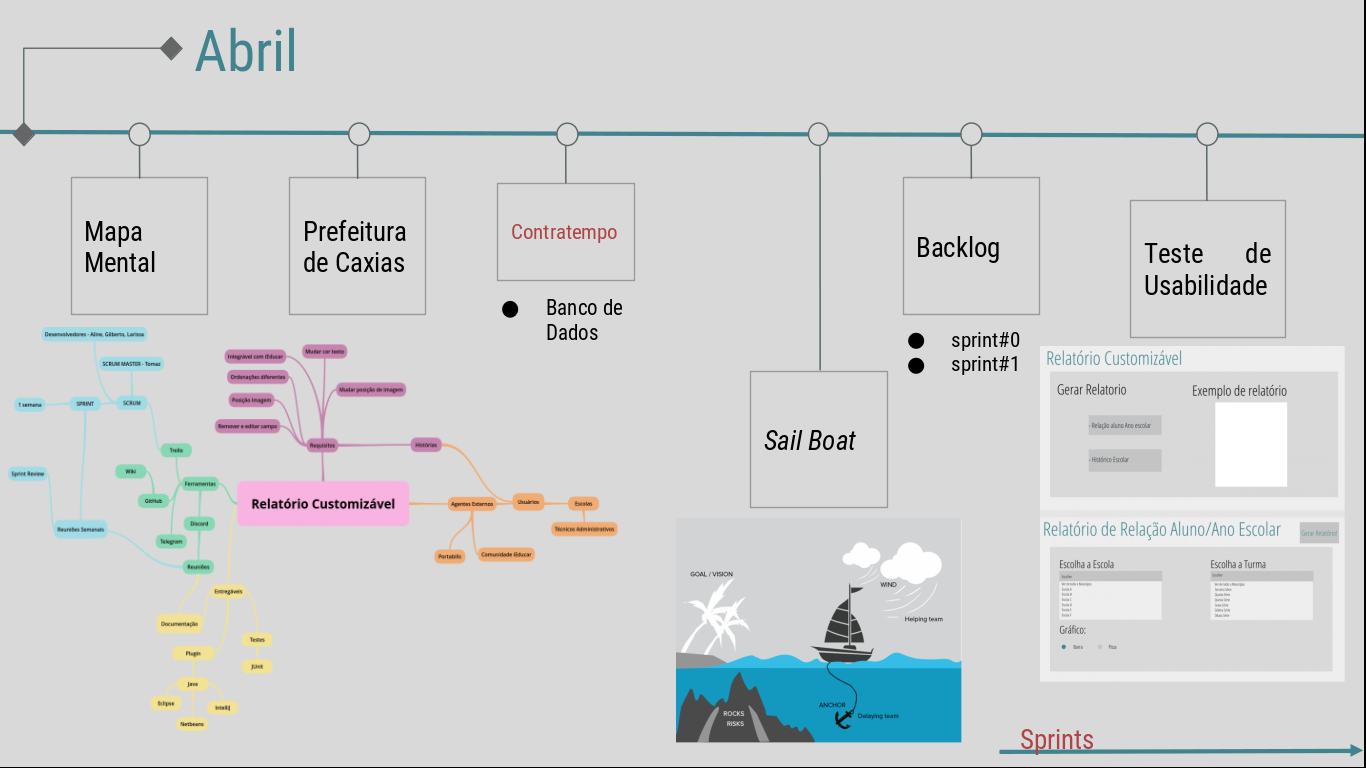 Abril
Mapa
Mental
Prefeitura
de Caxias
Contratempo
● Banco de
Dados
Sail Boat
Backlog
● sprint#0
● sprint#1
Teste de
Usabilidade
Desenvolvedores - Aline, Gilberto, Larissa
SCRUM MASTER - Tomaz
1 semana
SPRINT
SCRUM
Trello
Sprint Review
Wiki
Ferramentas
GitHub
Discord
Reuniões Semanais
Telegram
Reuniões
Mudar cor texto
Integrável com iEducar
Ordenações diferentes
Mudar posição de imagem
Posição Imagem
Remover e editar campo
Requisitos
Histórias
Relatório Customizável
Agentes Externos
Usuários
Escolas
Técnicos Administrativos
Portabilis
Comunidade iEducar
Entregáveis
Documentação
Testes
Plugin
JUnit
Java
Eclipse
IntelliJ
Netbeans
GOAL / VISION
WIND
Helping team
ANCHOR
Delaying team
ROCKS
RISKS
Relatório Customizável
Gerar Relatorio
Exemplo de relatório
- Relação aluno Ano escolar
- Histórico Escolar
Relatório de Relação Aluno/Ano Escolar
Gerar Relatório!
Escolha a Escola
Escolha a Turma
Escolher
Escolher
Gráfico:
Barra
Pizza
Sprints